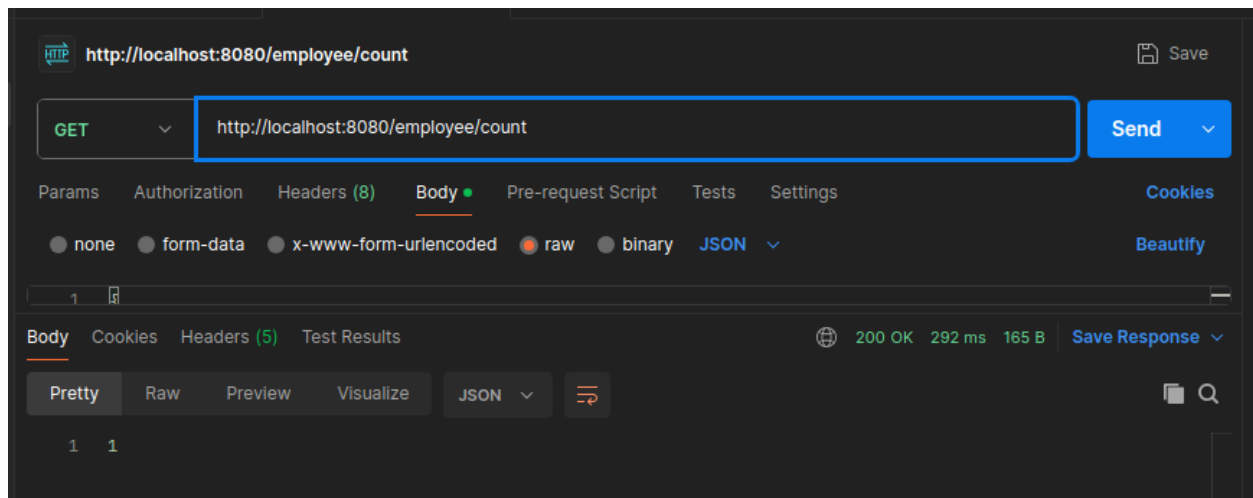 HTTP http://localhost:8080/employee/count Save
GET http://localhost:8080/employee/count Send
Params Authorization Headers (8) Body Pre-request Script Tests Settings Cookies
none form-data x-www-form-urlencoded raw binary JSON Beautify
1 {
Body Cookies Headers (5) Test Results 200 OK 292 ms 165 B Save Response
Pretty Raw Preview Visualize JSON
1 1